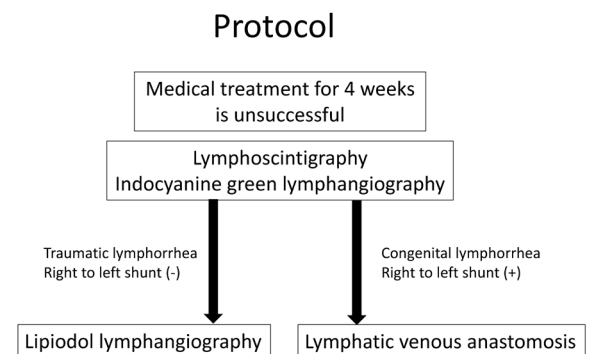 Protocol
Medical treatment for 4 weeks
is unsuccessful
Lymphoscintigraphy
Indocyanine green lymphangiography
Traumatic lymphorrhea
Right to left shunt (-)
Congenital lymphorrhea
Right to left shunt (+)
Lipiodol lymphangiography
Lymphatic venous anastomosis